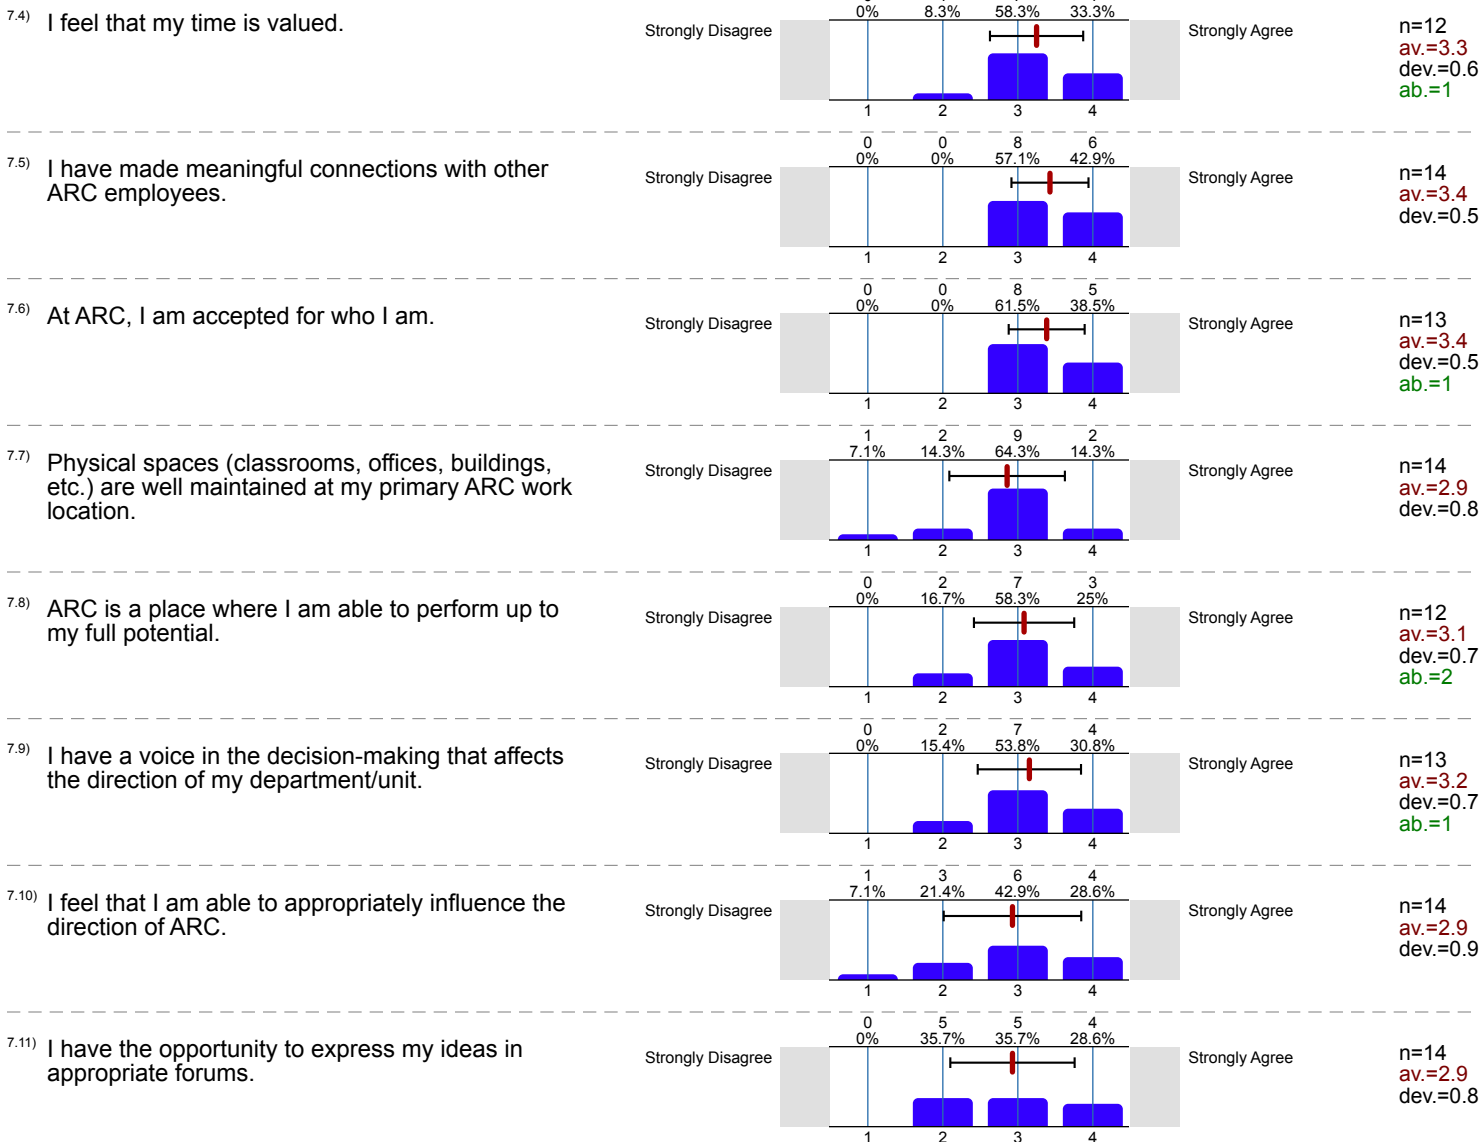 0% 8.3% 58.3% 33.3%
7.4) I feel that my time is valued.
Strongly Disagree
Strongly Agree
n=12
av.=3.3
dev.=0.6
ab.=1
1 2 3 4
0 0 8 6
0% 0% 57.1% 42.9%
7.5) I have made meaningful connections with other
ARC employees.
Strongly Disagree
Strongly Agree
n=14
av.=3.4
dev.=0.5
1 2 3 4
0 0 8 5
0% 0% 61.5% 38.5%
7.6) At ARC, I am accepted for who I am.
Strongly Disagree
Strongly Agree
n=13
av.=3.4
dev.=0.5
ab.=1
1 2 3 4
1 2 9 2
7.1% 14.3% 64.3% 14.3%
7.7) Physical spaces (classrooms, offices, buildings,
etc.) are well maintained at my primary ARC work
location.
Strongly Disagree
Strongly Agree
n=14
av.=2.9
dev.=0.8
1 2 3 4
0 2 7 3
0% 16.7% 58.3% 25%
7.8) ARC is a place where I am able to perform up to
my full potential.
Strongly Disagree
Strongly Agree
n=12
av.=3.1
dev.=0.7
ab.=2
1 2 3 4
0 2 7 4
0% 15.4% 53.8% 30.8%
7.9) I have a voice in the decision-making that affects
the direction of my department/unit.
Strongly Disagree
Strongly Agree
n=13
av.=3.2
dev.=0.7
ab.=1
1 2 3 4
1 3 6 4
7.1% 21.4% 42.9% 28.6%
7.10) I feel that I am able to appropriately influence the
direction of ARC.
Strongly Disagree
Strongly Agree
n=14
av.=2.9
dev.=0.9
1 2 3 4
0 5 5 4
0% 35.7% 35.7% 28.6%
7.11) I have the opportunity to express my ideas in
appropriate forums.
Strongly Disagree
Strongly Agree
n=14
av.=2.9
dev.=0.8
1 2 3 4